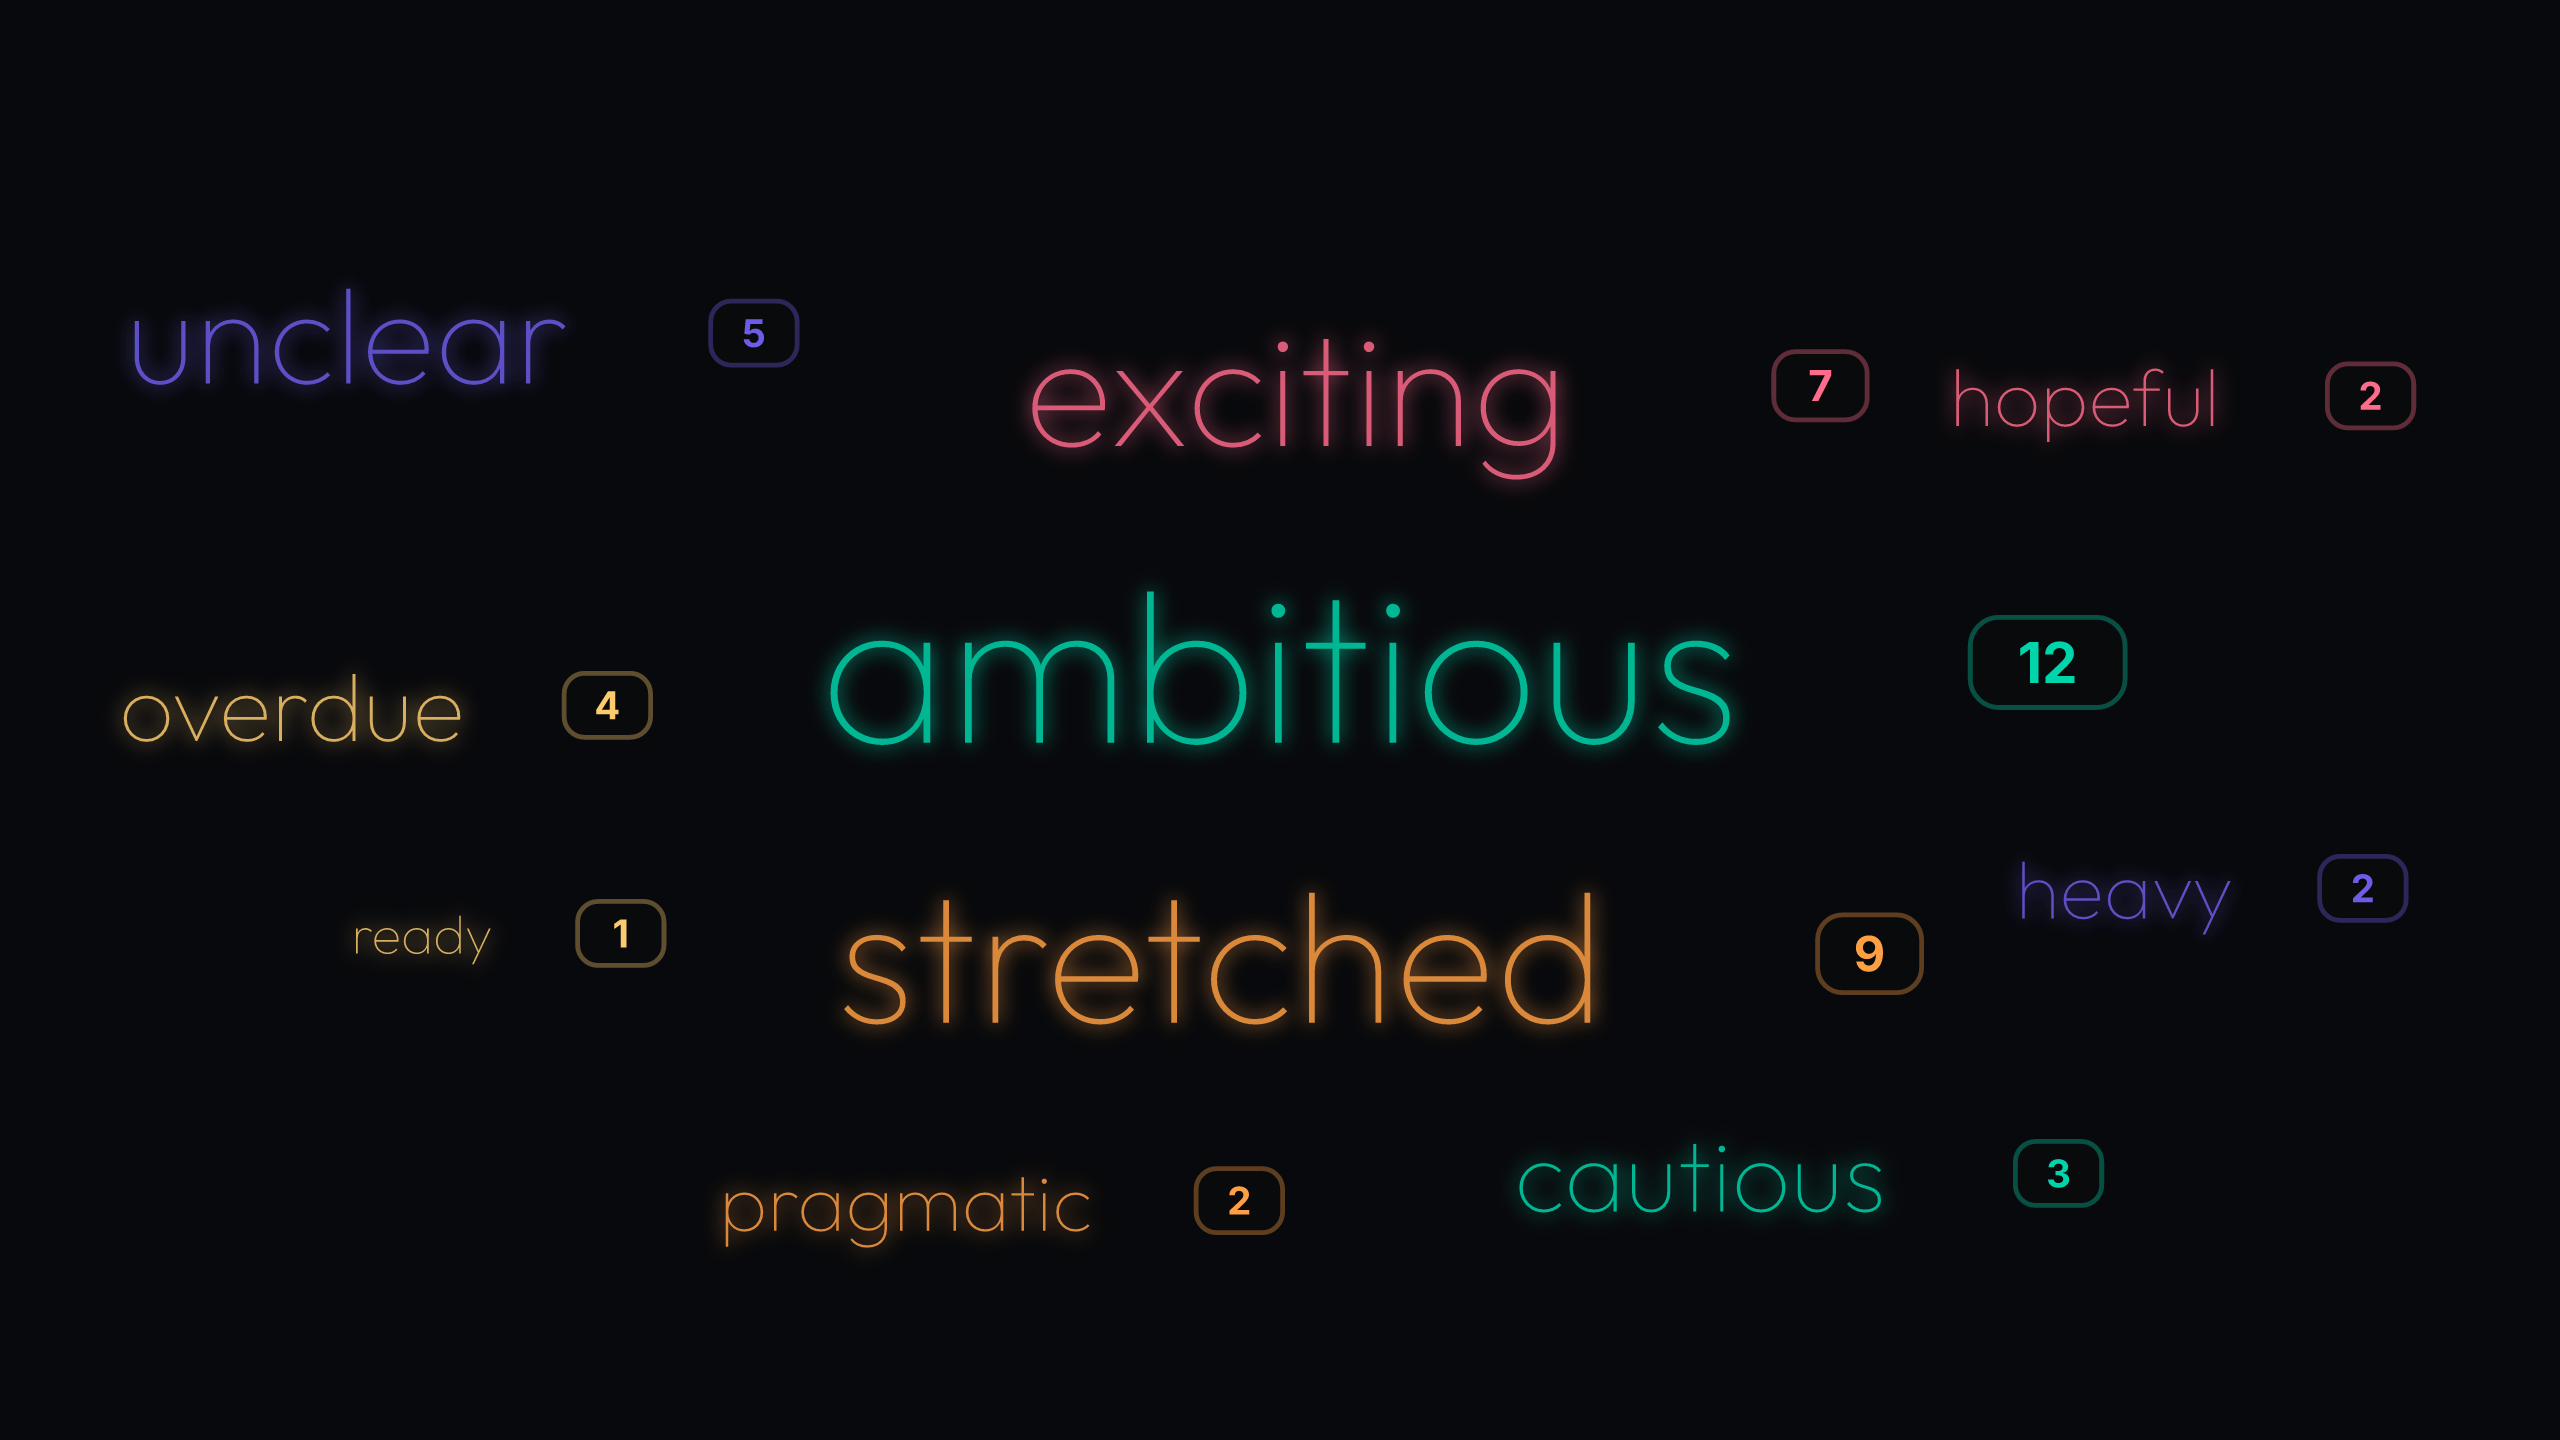 unclear 5
exciting 7
hopeful 2
ambitious 12
overdue 4
stretched 9
heavy 2
ready 1
pragmatic 2
cautious 3